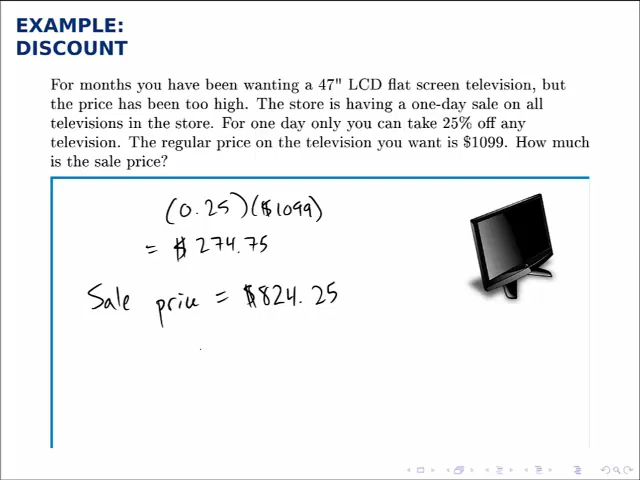 EXAMPLE:
DISCOUNT
For months you have been wanting a 47" LCD flat screen television, but
the price has been too high. The store is having a one-day sale on all
televisions in the store. For one day only you can take 25% off any
television. The regular price on the television you want is $1099. How much
is the sale price?
(0.25)($1099)
= $274.75
Sale price = $824.25